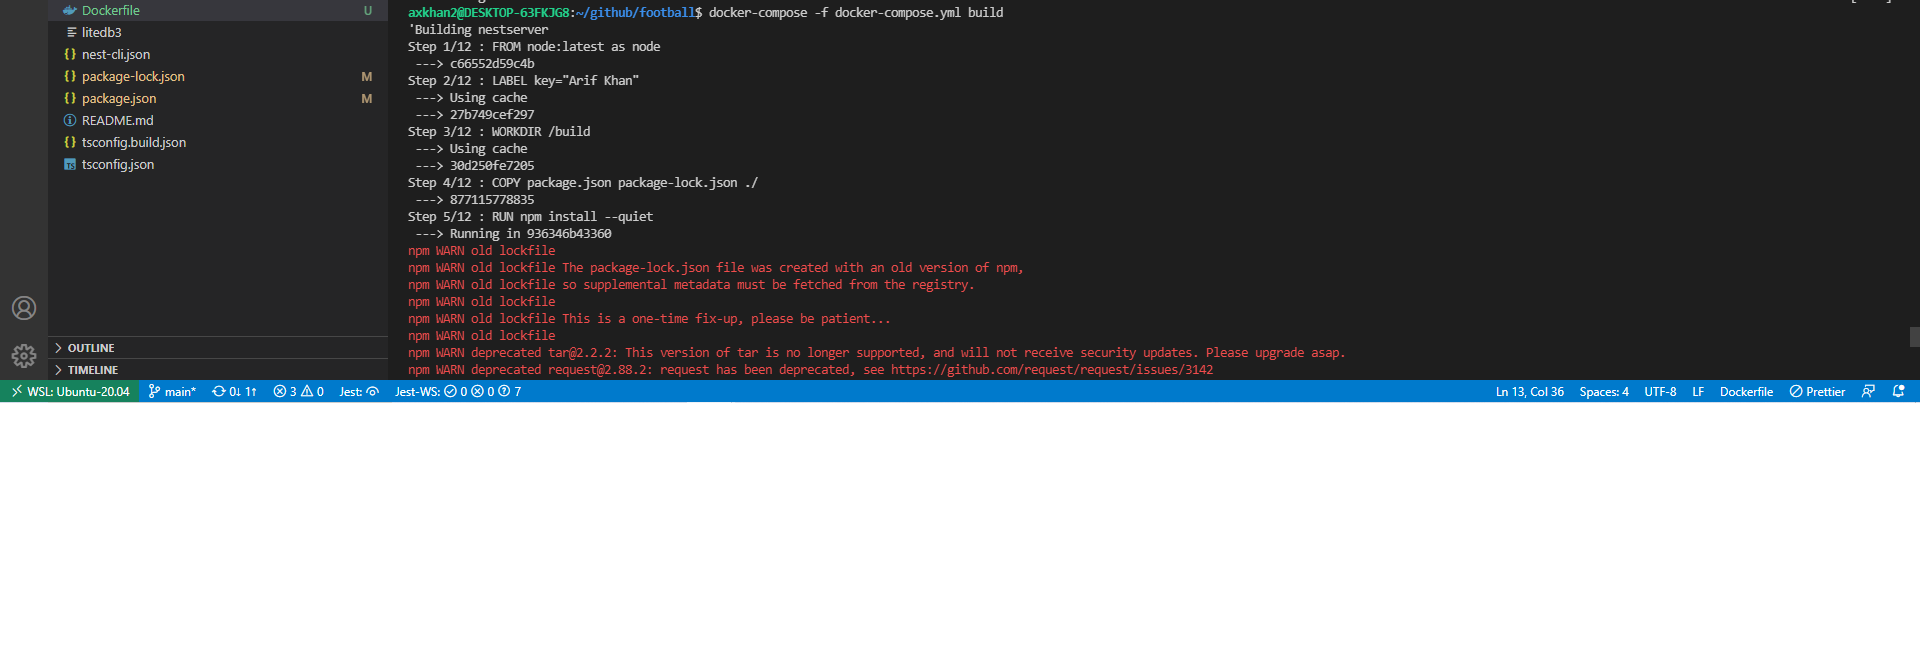 Dockerfile U
litedb3
nest-cli.json
package-lock.json M
package.json M
README.md
tsconfig.build.json
tsconfig.json
OUTLINE
TIMELINE
axkhan2@DESKTOP-63FKJG8:~/github/football$ docker-compose -f docker-compose.yml build
'Building nestserver
Step 1/12 : FROM node:latest as node
---> c66552d59c4b
Step 2/12 : LABEL key="Arif Khan"
---> Using cache
---> 27b749cef297
Step 3/12 : WORKDIR /build
---> Using cache
---> 30d250fe7205
Step 4/12 : COPY package.json package-lock.json ./
---> 877115778835
Step 5/12 : RUN npm install --quiet
---> Running in 936346b43360
npm WARN old lockfile
npm WARN old lockfile The package-lock.json file was created with an old version of npm,
npm WARN old lockfile so supplemental metadata must be fetched from the registry.
npm WARN old lockfile
npm WARN old lockfile This is a one-time fix-up, please be patient...
npm WARN old lockfile
npm WARN deprecated tar@2.2.2: This version of tar is no longer supported, and will not receive security updates. Please upgrade asap.
npm WARN deprecated request@2.88.2: request has been deprecated, see https://github.com/request/request/issues/3142
WSL: Ubuntu-20.04 main* 0↓ 1↑ 3 0 Jest: Jest-WS: 0 0 7 Ln 13, Col 36 Spaces: 4 UTF-8 LF Dockerfile Prettier